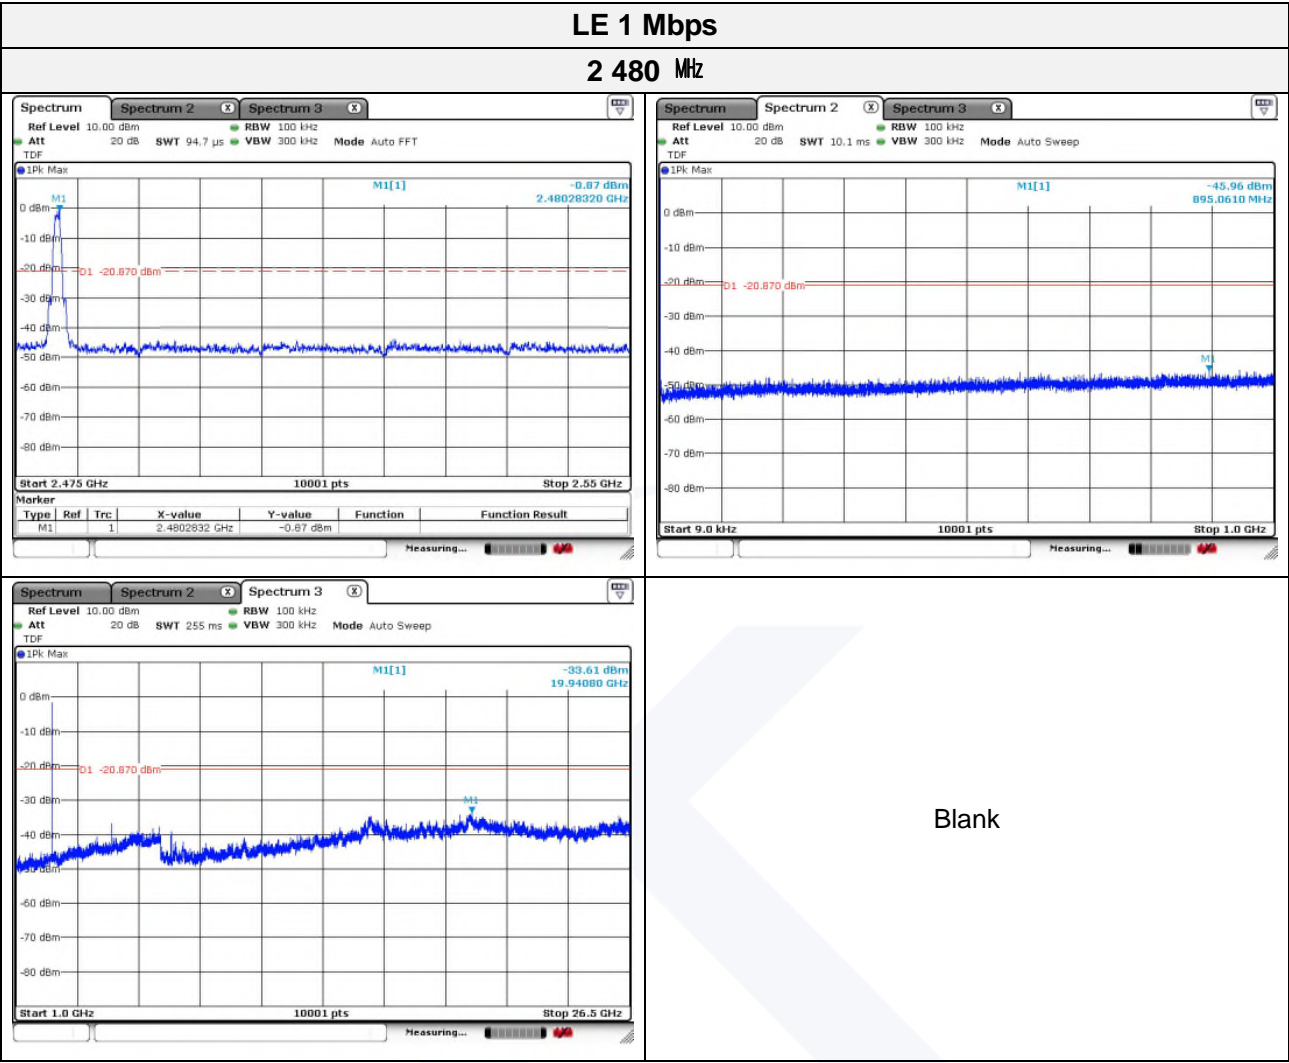 LE 1 Mbps
2 480 ㎒
Spectrum Spectrum 2 X Spectrum 3 X
Ref Level 10.00 dBm RBW 100 kHz
Att 20 dB SWT 94.7 µs VBW 300 kHz Mode Auto FFT
TDF
1Pk Max
M1[1] -0.87 dBm
2.48028320 GHz
M1
0 dBm
-10 dBm
-20 dBm
D1 -20.870 dBm
-30 dBm
-40 dBm
-50 dBm
-60 dBm
-70 dBm
-80 dBm
Start 2.475 GHz 10001 pts Stop 2.55 GHz
Marker
Type Ref Trc X-value Y-value Function Function Result
M1 1 2.4802832 GHz -0.87 dBm
Measuring...
Spectrum Spectrum 2 X Spectrum 3 X
Ref Level 10.00 dBm RBW 100 kHz
Att 20 dB SWT 10.1 ms VBW 300 kHz Mode Auto Sweep
TDF
1Pk Max
M1[1] -45.96 dBm
895.0610 MHz
0 dBm
-10 dBm
-20 dBm
D1 -20.870 dBm
-30 dBm
-40 dBm
M1
-50 dBm
-60 dBm
-70 dBm
-80 dBm
Start 9.0 kHz 10001 pts Stop 1.0 GHz
Measuring...
Spectrum Spectrum 2 X Spectrum 3 X
Ref Level 10.00 dBm RBW 100 kHz
Att 20 dB SWT 255 ms VBW 300 kHz Mode Auto Sweep
TDF
1Pk Max
M1[1] -33.61 dBm
19.94080 GHz
0 dBm
-10 dBm
-20 dBm
D1 -20.870 dBm
-30 dBm
M1
-40 dBm
-50 dBm
-60 dBm
-70 dBm
-80 dBm
Start 1.0 GHz 10001 pts Stop 26.5 GHz
Measuring...
Blank